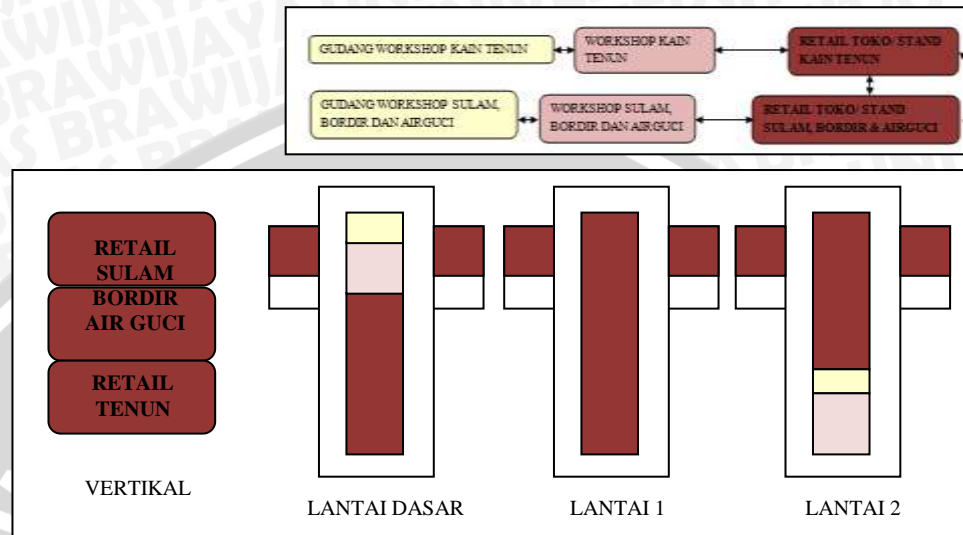 GUDANG WORKSHOP KAIN TENUN
WORKSHOP KAIN
TENUN
RETAIL TOKO/ STAND
KAIN TENUN
GUDANG WORKSHOP SULAM,
BORDIR DAN AIRGUCI
WORKSHOP SULAM,
BORDIR DAN AIRGUCI
RETAIL TOKO/ STAND
SULAM, BORDIR & AIRGUCI
RETAIL
SULAM
BORDIR
AIR GUCI
RETAIL
TENUN
VERTIKAL
LANTAI DASAR
LANTAI 1
LANTAI 2